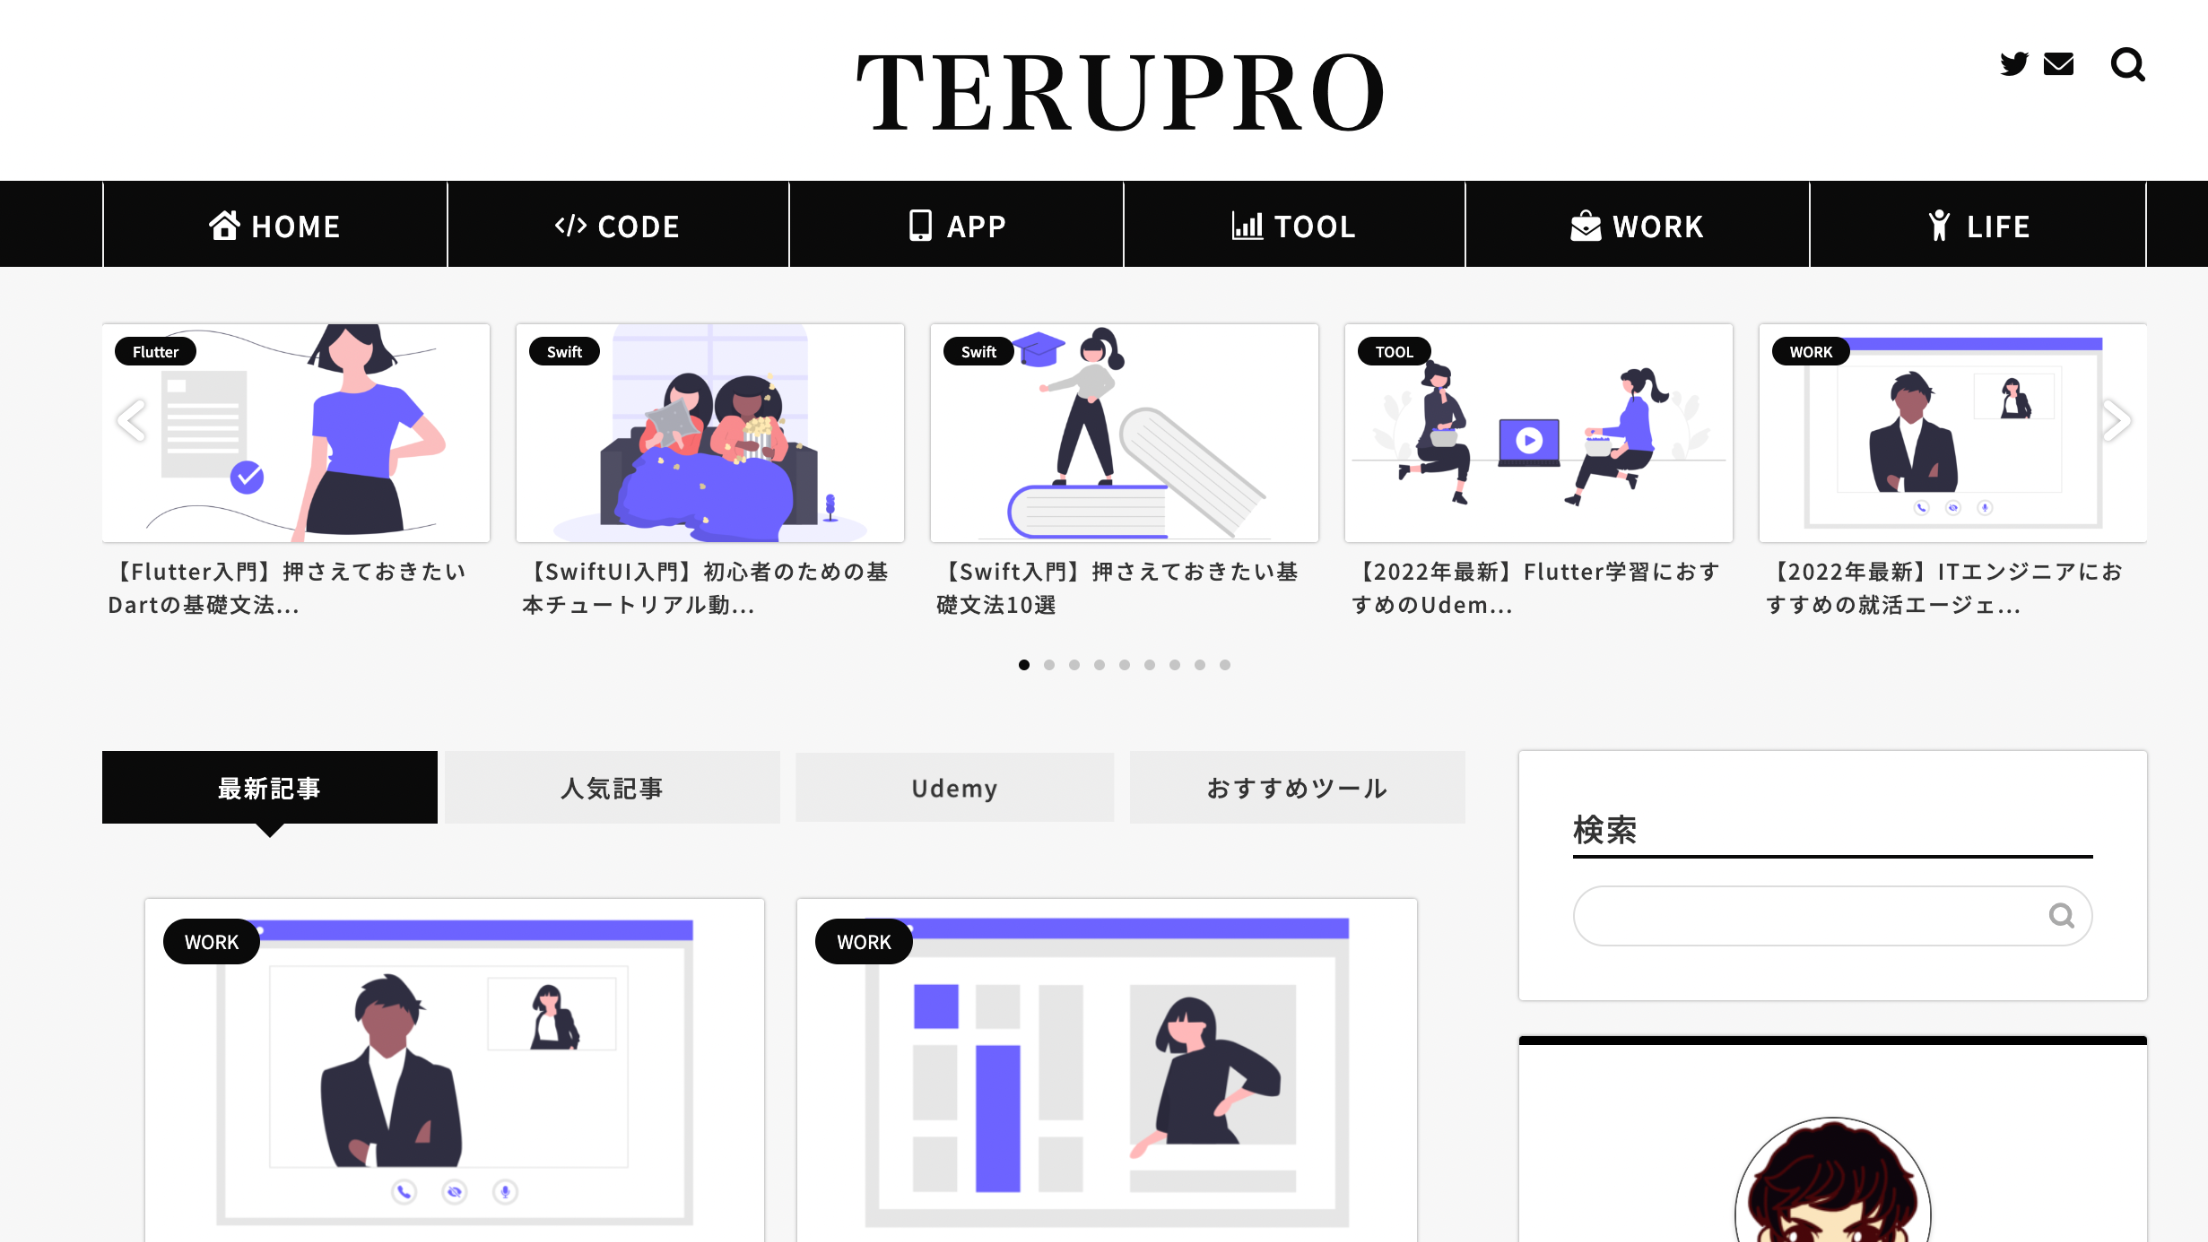 TERUPRO
HOME
CODE
APP
TOOL
WORK
LIFE
Flutter
【Flutter入門】押さえておきたい
Dartの基礎文法...
Swift
【SwiftUI入門】初心者のための基
本チュートリアル動...
Swift
【Swift入門】押さえておきたい基
礎文法10選
TOOL
【2022年最新】Flutter学習におす
すめのUdem...
WORK
【2022年最新】ITエンジニアにお
すすめの就活エージェ...
最新記事
人気記事
Udemy
おすすめツール
検索
WORK
WORK